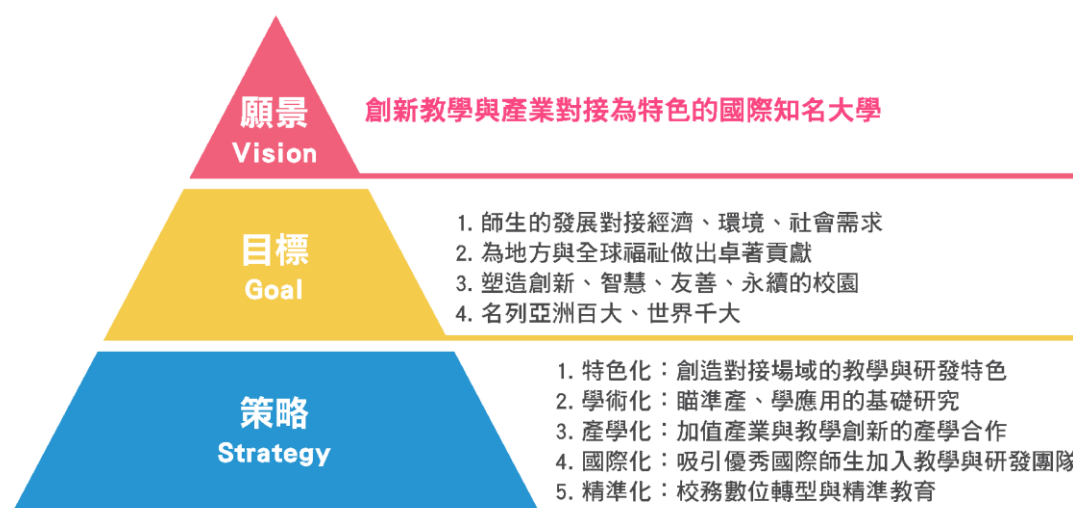 願景
Vision
創新教學與產業對接為特色的國際知名大學
目標
Goal
1. 師生的發展對接經濟、環境、社會需求
2. 為地方與全球福祉做出卓著貢獻
3. 塑造創新、智慧、友善、永續的校園
4. 名列亞洲百大、世界千大
策略
Strategy
1. 特色化：創造對接場域的教學與研發特色
2. 學術化：瞄準產、學應用的基礎研究
3. 產學化：加值產業與教學創新的產學合作
4. 國際化：吸引優秀國際師生加入教學與研發團隊
5. 精準化：校務數位轉型與精準教育